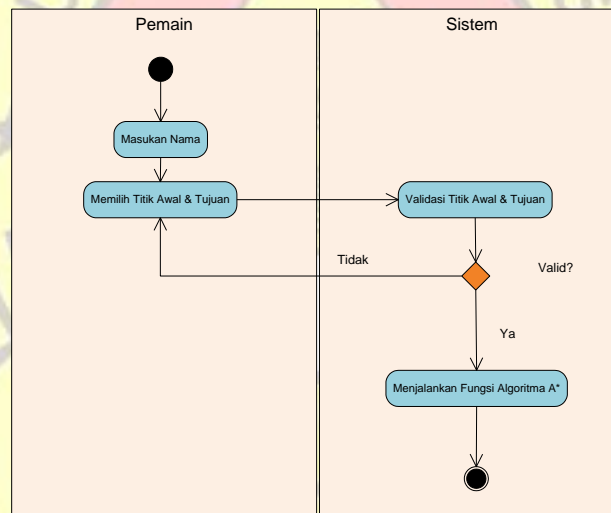 Pemain
Sistem
Masukan Nama
Memilih Titik Awal & Tujuan
Validasi Titik Awal & Tujuan
Tidak
Valid?
Ya
Menjalankan Fungsi Algoritma A*